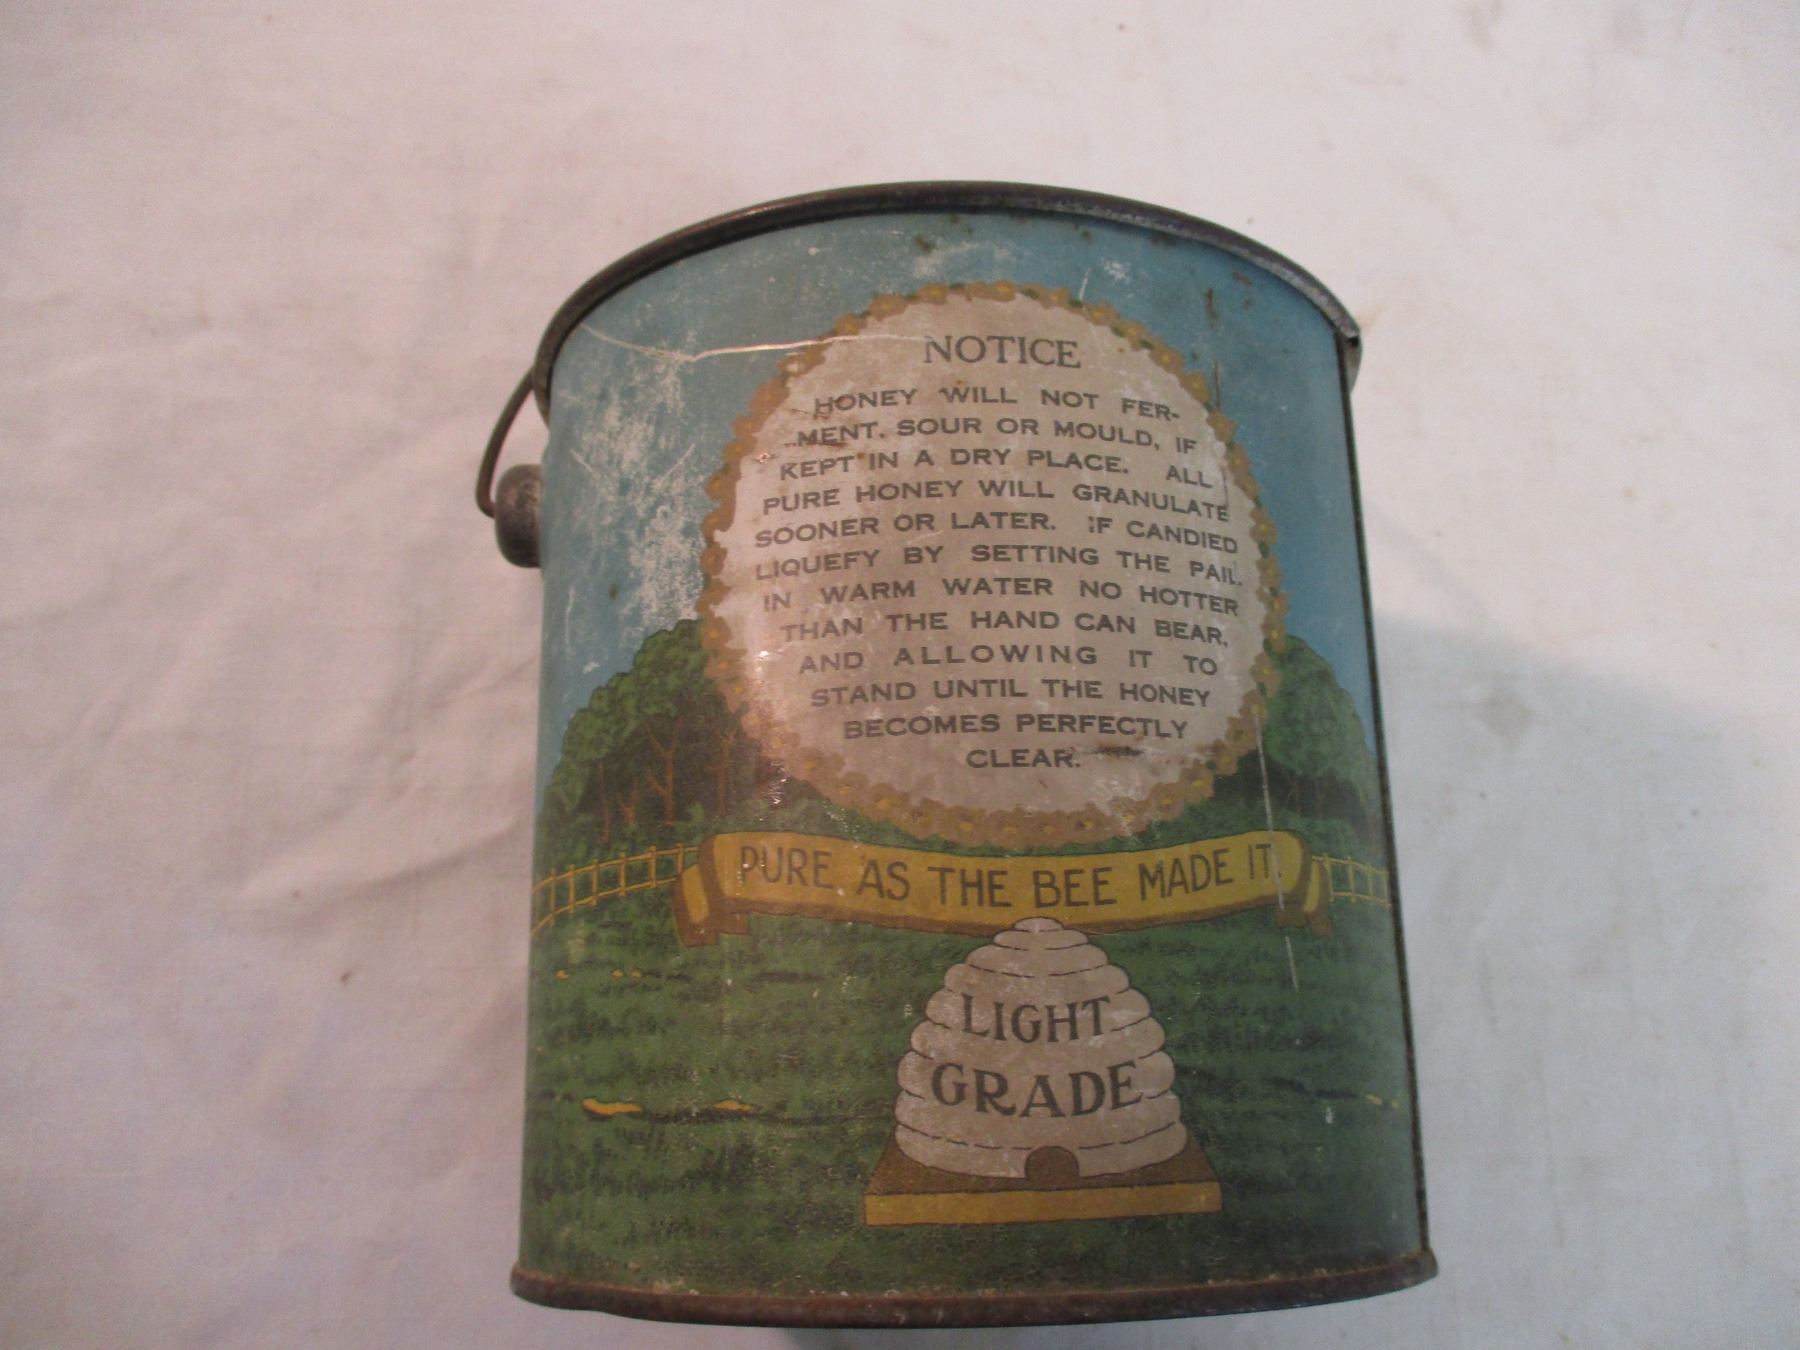 NOTICE
HONEY WILL NOT FER-
MENT, SOUR OR MOULD, IF
KEPT IN A DRY PLACE. ALL
PURE HONEY WILL GRANULATE
SOONER OR LATER. IF CANDIED
LIQUEFY BY SETTING THE PAIL
IN WARM WATER NO HOTTER
THAN THE HAND CAN BEAR,
AND ALLOWING IT TO
STAND UNTIL THE HONEY
BECOMES PERFECTLY
CLEAR.
PURE AS THE BEE MADE IT.
LIGHT
GRADE